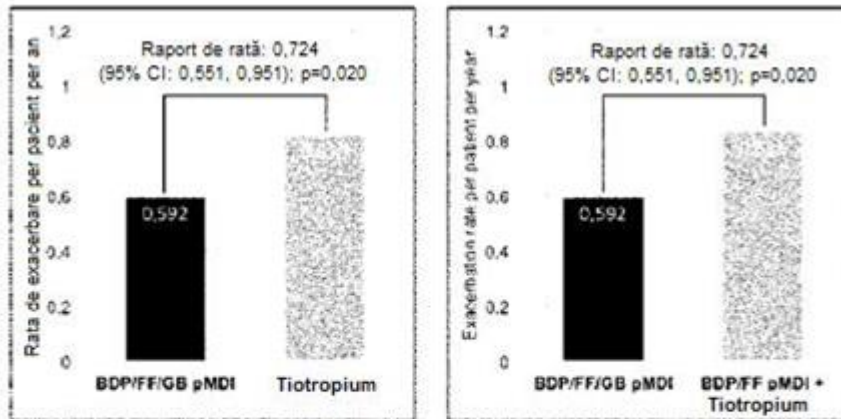 Rata de exacerbare per pacient per an
1,2
1
0,8
0,6
0,4
0,2
0
Raport de rată: 0,724
(95% CI: 0,551, 0,951); p=0,020
0,592
BDP/FF/GB pMDI
Tiotropium
Exacerbation rate per patient per year
1,2
1
0,8
0,6
0,4
0,2
0
Raport de rată: 0,724
(95% CI: 0,551, 0,951); p=0,020
0,592
BDP/FF/GB pMDI
BDP/FF pMDI +
Tiotropium